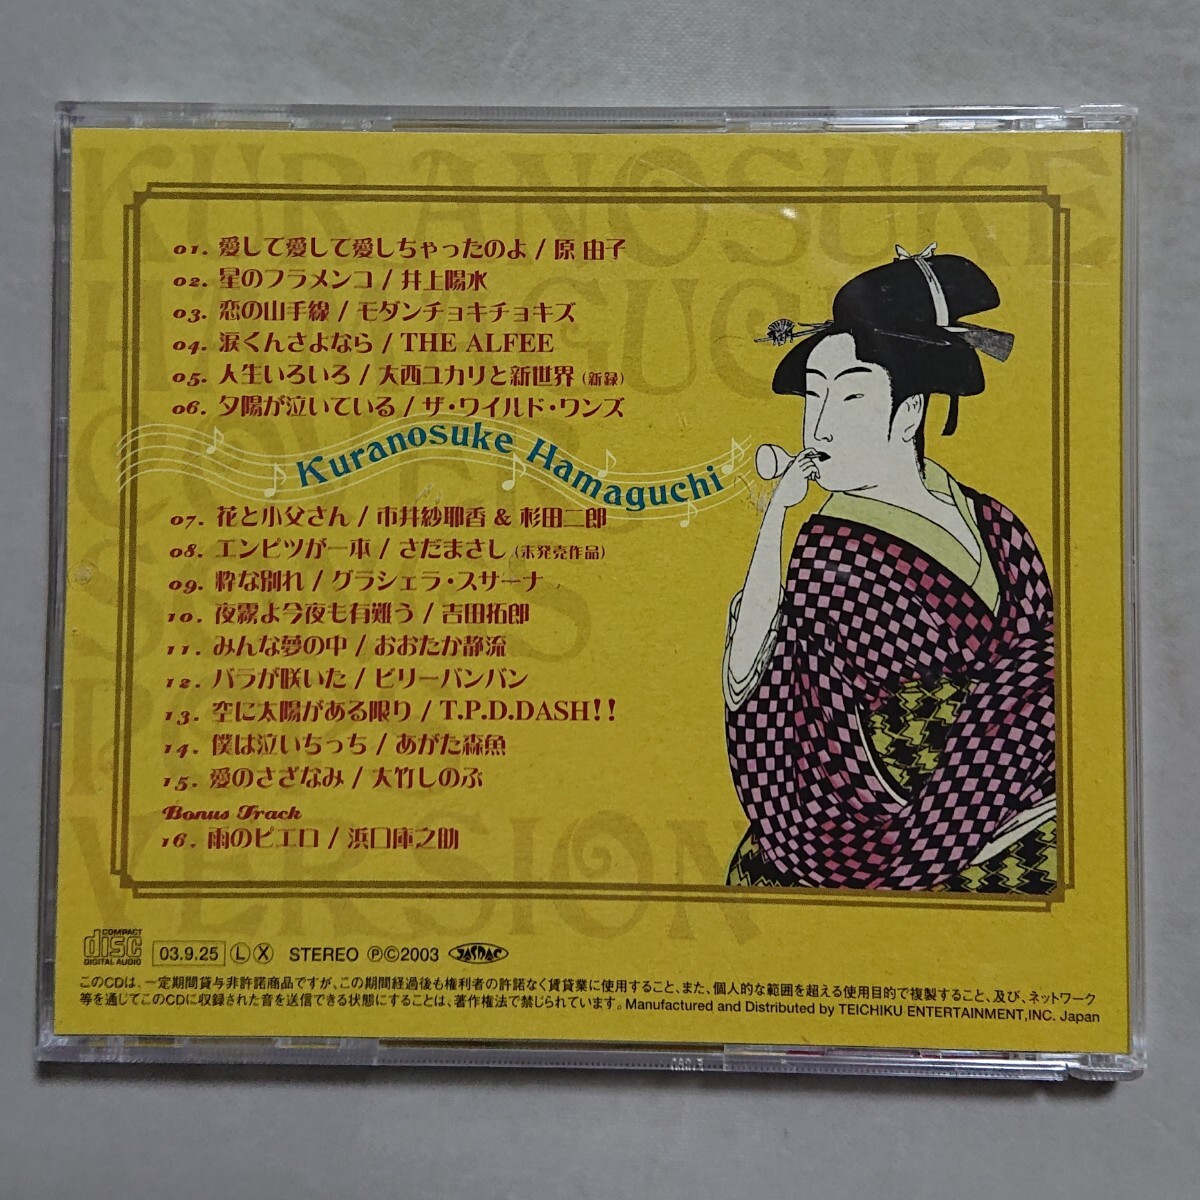 KURANOSUKE
HAMAGUCHI
COVER
SONGS
POPS
VERSION
01. 愛して愛して愛しちゃったのよ / 原 由子
02. 星のフラメンコ / 井上陽水
03. 恋の山手線 / モダンチョキチョキズ
04. 涙くんさよなら / THE ALFEE
05. 人生いろいろ / 大西ユカリと新世界 (新録)
06. 夕陽が泣いている / ザ・ワイルド・ワンズ
Kuranosuke Hamaguchi
07. 花と小父さん / 市井紗耶香 & 杉田二郎
08. エンピツが一本 / さだまさし (未発売作品)
09. 粋な別れ / グラシェラ・スサーナ
10. 夜霧よ今夜も有難う / 吉田拓郎
11. みんな夢の中 / おおたか静流
12. バラが咲いた / ビリーバンバン
13. 空に太陽がある限り / T.P.D.DASH!!
14. 僕は泣いちっち / あがた森魚
15. 愛のさざなみ / 大竹しのぶ
Bonus Track
16. 雨のピエロ / 浜口庫之助
COMPACT disc DIGITAL AUDIO 03.9.25 Ⓛ Ⓧ STEREO ℗©2003 JASRAC
このCDは、一定期間貸与非許諾商品ですが、この期間経過後も権利者の許諾なく賃貸業に使用すること、また、個人的な範囲を超える使用目的で複製すること、及び、ネットワーク
等を通じてこのCDに収録された音を送信できる状態にすることは、著作権法で禁じられています。Manufactured and Distributed by TEICHIKU ENTERTAINMENT,INC. Japan